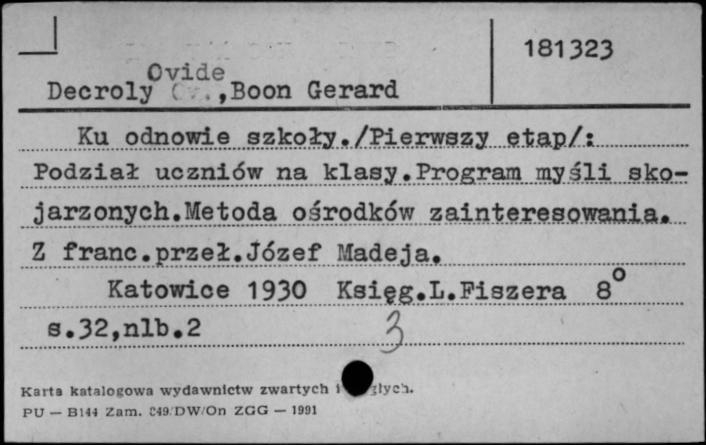 181323
Ovide
Decroly ,Boon Gerard
Ku odnowie szkoły./Pierwszy etap/:
Podział uczniów na klasy.Program myśli sko-
jarzonych.Metoda ośrodków zainteresowania.
Z franc.przeł.Józef Madeja.
Katowice 1930 Księg.L.Fiszera 8°
s.32,nlb.2
3
Karta katalogowa wydawnictw zwartych i
PU — B144 Zam. 849/DW/On ZGG — 1991